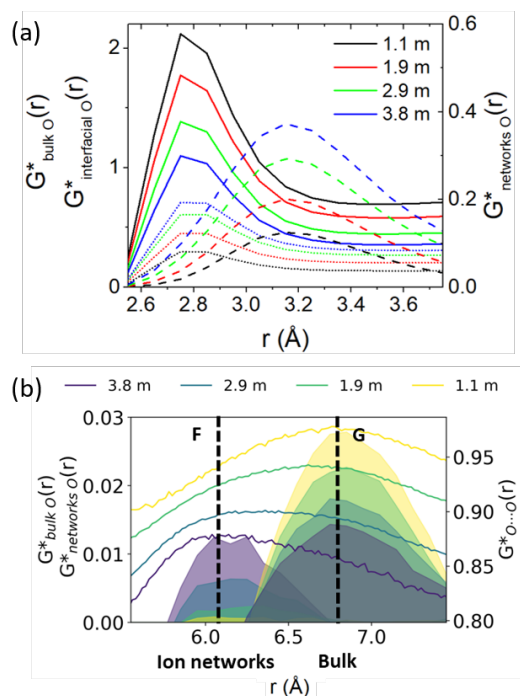 (a)
G*bulk O(r)
G*interfacial O(r)
2
1
0
1.1 m
1.9 m
2.9 m
3.8 m
0.6
0.4
0.2
0.0
G*networks O(r)
2.6 2.8 3.0 3.2 3.4 3.6
r (Å)
(b)
3.8 m 2.9 m 1.9 m 1.1 m
G*bulk O(r)
G*networks O(r)
0.03
0.02
0.01
0.00
F G
0.95
0.90
0.85
0.80
G*O···O(r)
6.0 6.5 7.0
Ion networks Bulk
r (Å)